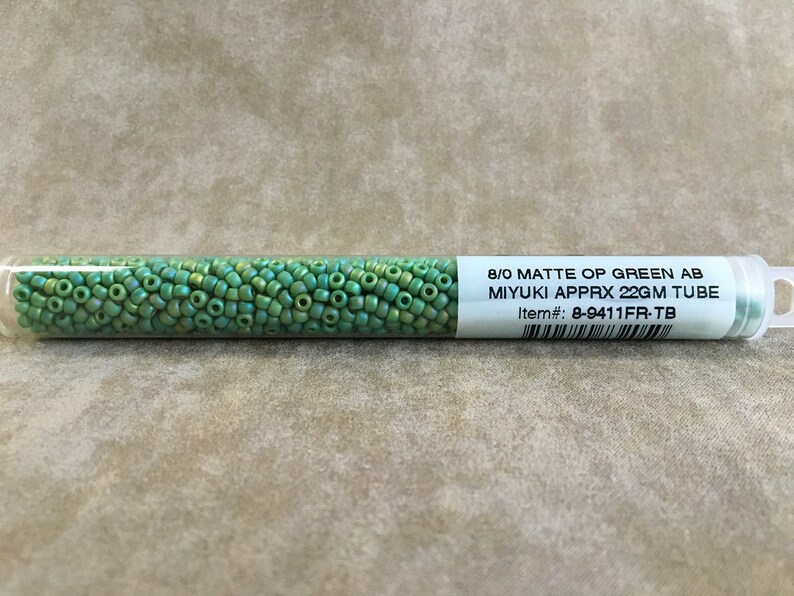 8/0 MATTE OP GREEN AB
MIYUKI APPRX 22GM TUBE
Item#: 8-9411FR-TB